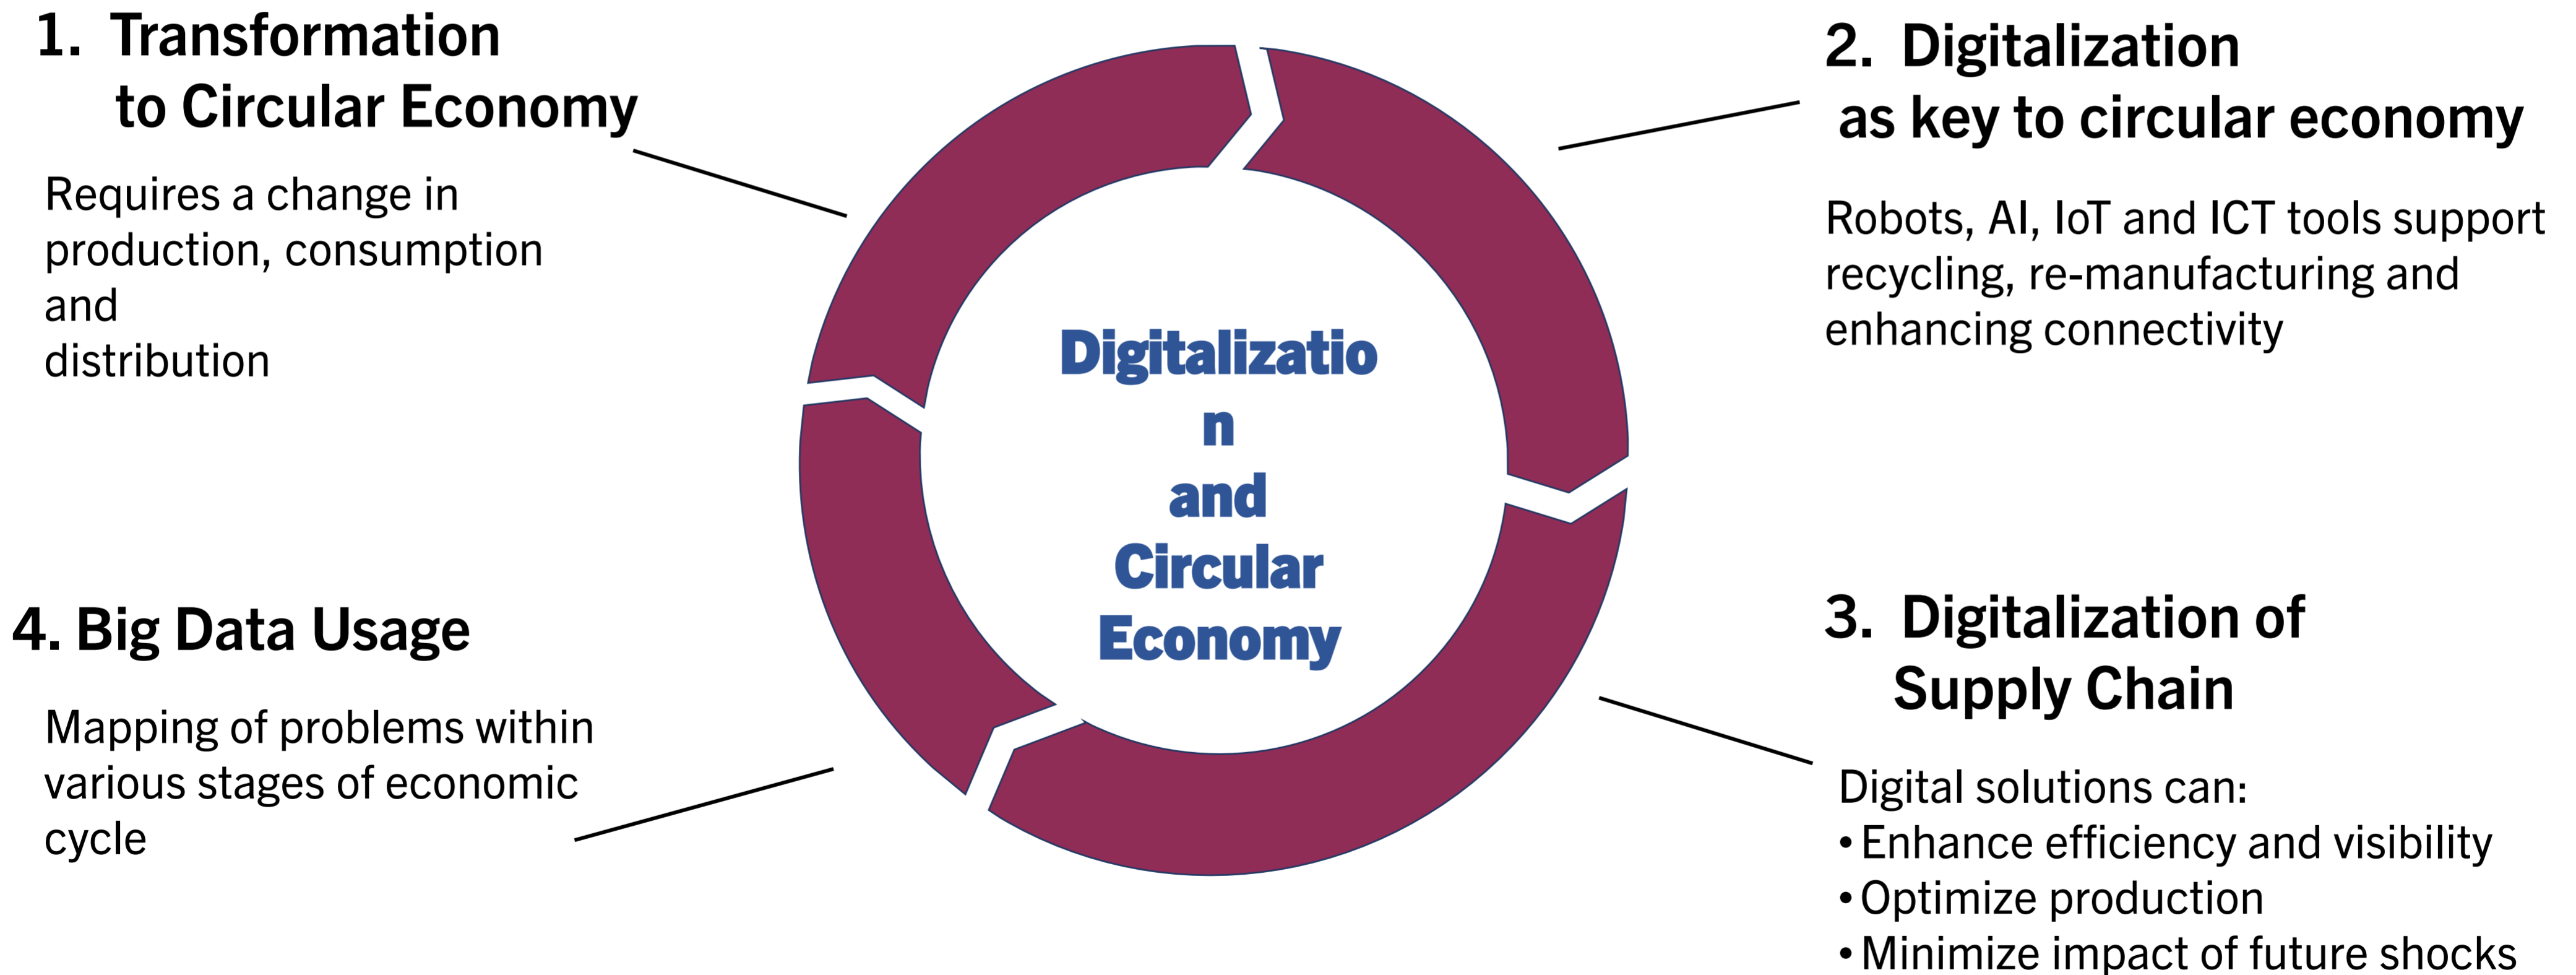 1. Transformation
to Circular Economy
Requires a change in
production, consumption
and
distribution
2. Digitalization
as key to circular economy
Robots, AI, IoT and ICT tools support
recycling, re-manufacturing and
enhancing connectivity
Digitalizatio
n
and
Circular
Economy
4. Big Data Usage
Mapping of problems within
various stages of economic
cycle
3. Digitalization of
Supply Chain
Digital solutions can:
• Enhance efficiency and visibility
• Optimize production
• Minimize impact of future shocks